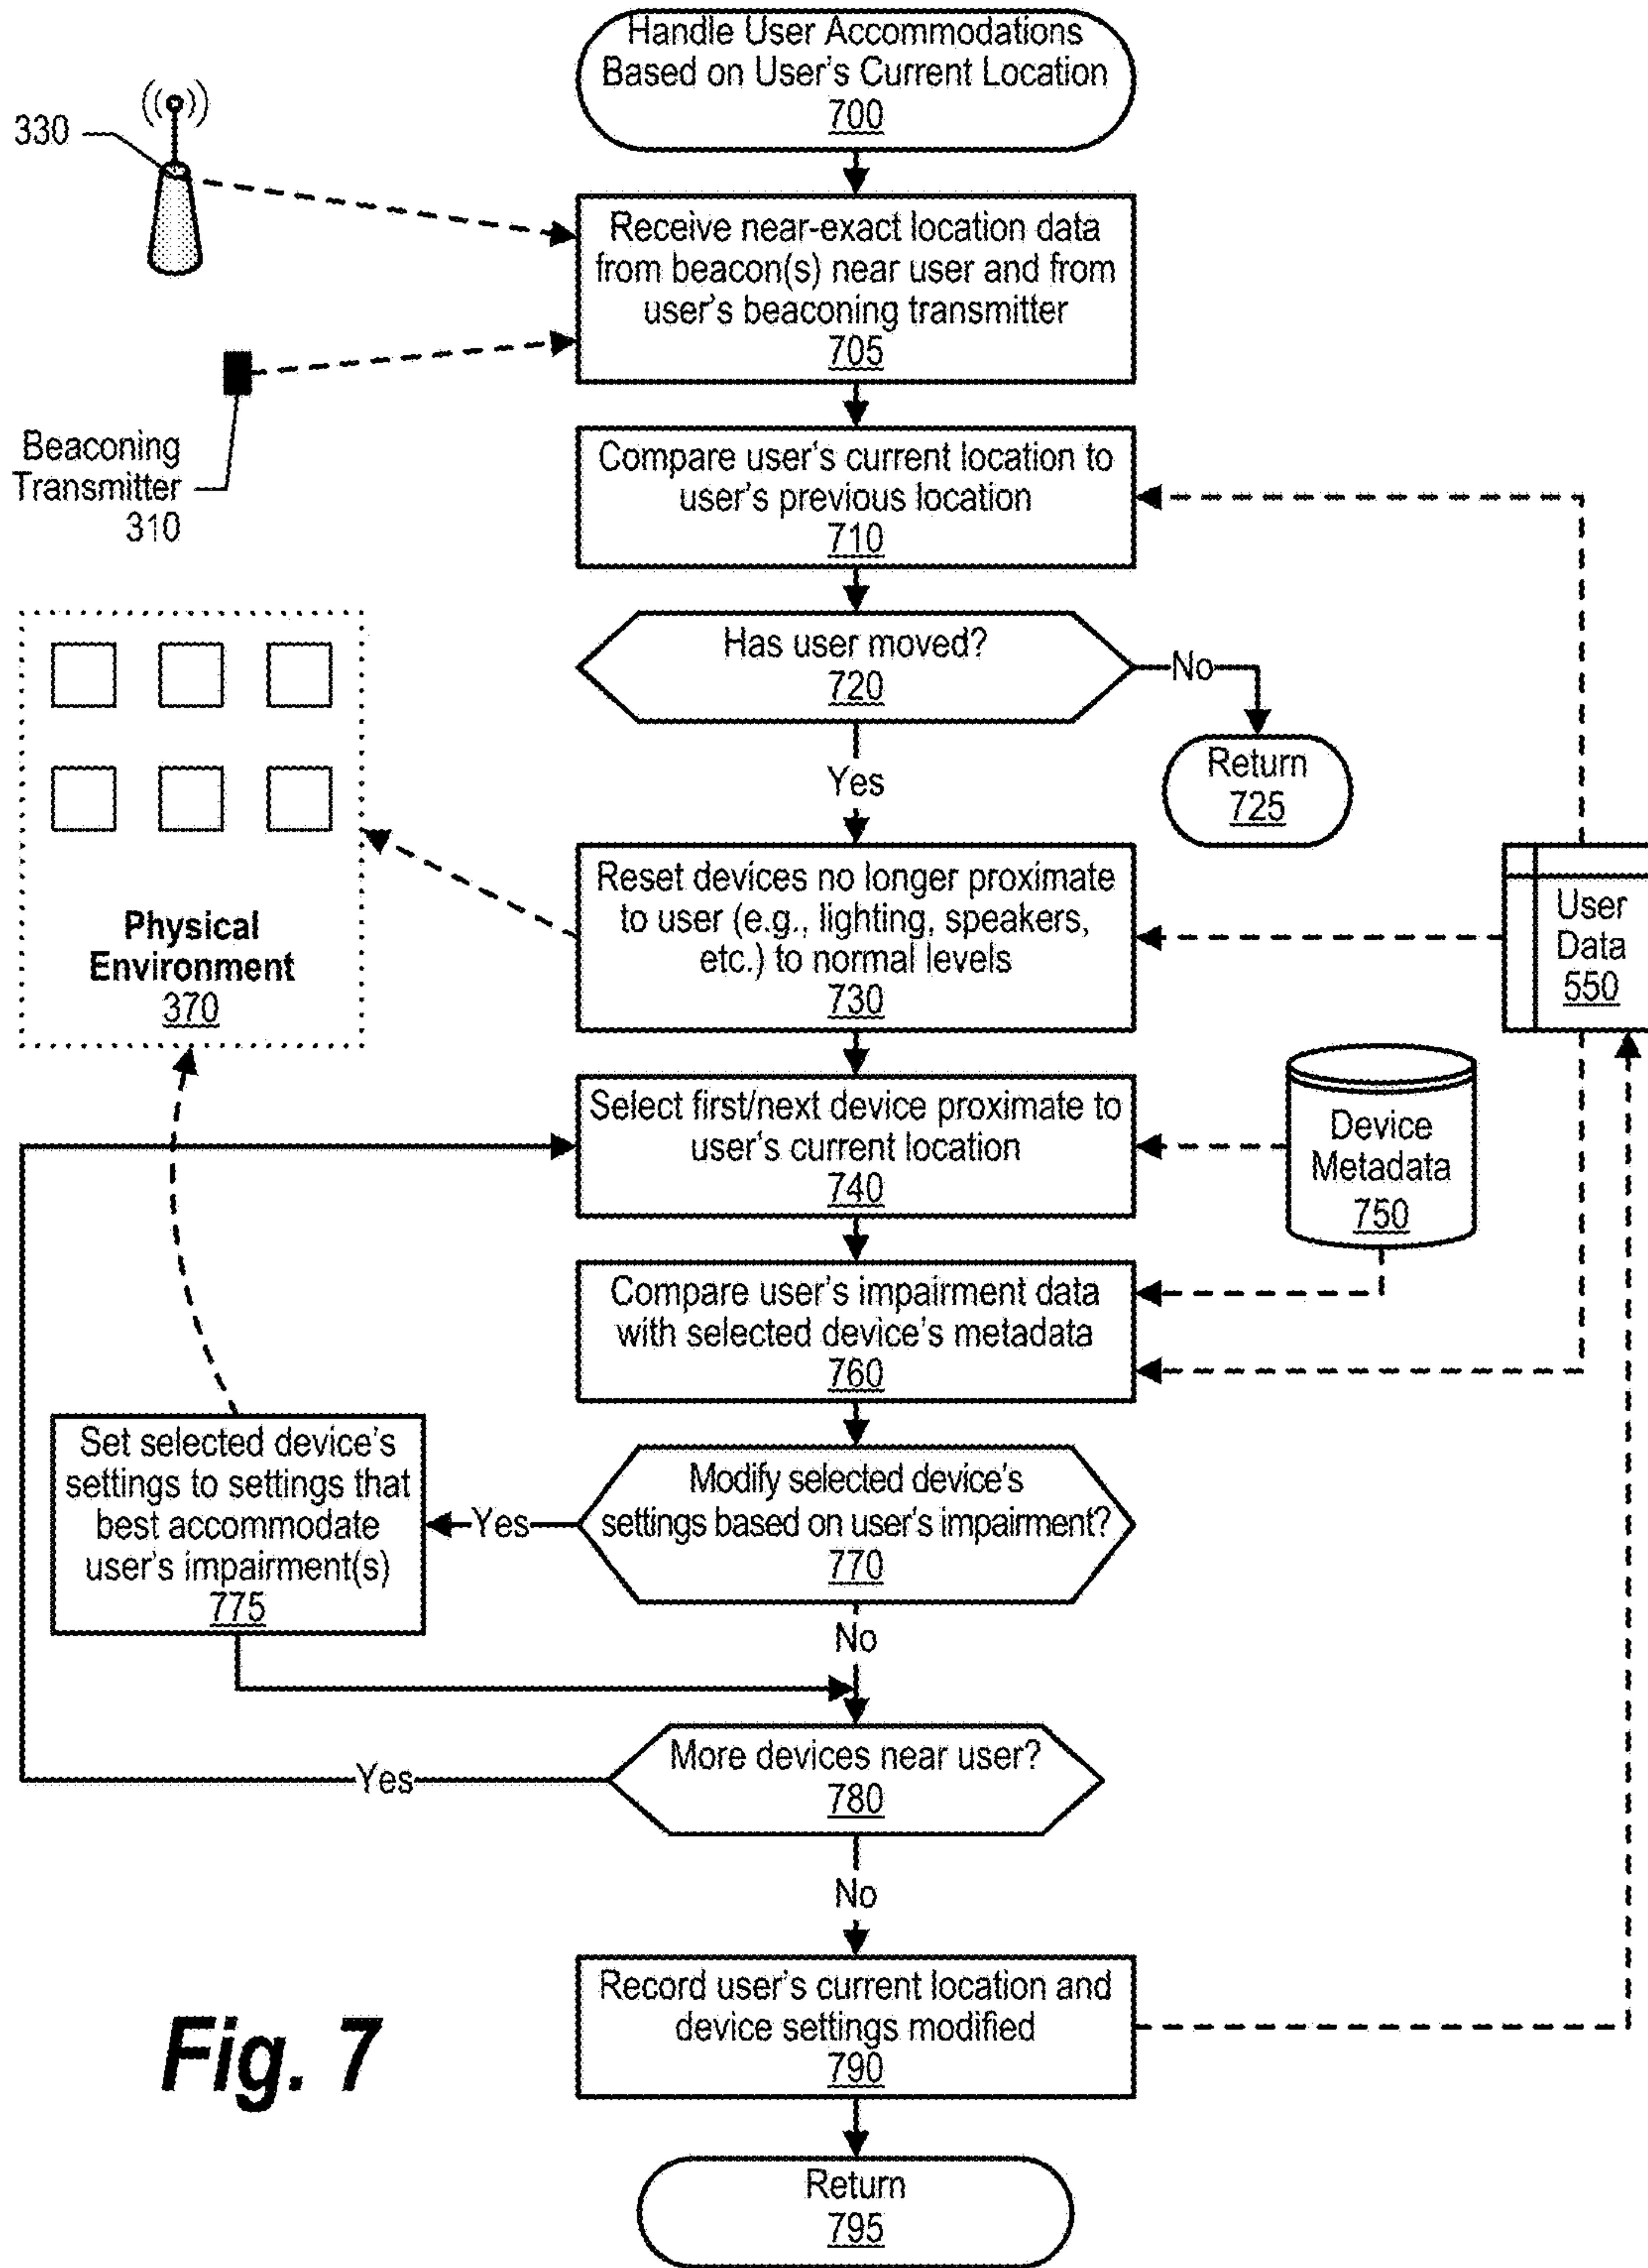 Handle User Accommodations
Based on User's Current Location
700
330
Receive near-exact location data
from beacon(s) near user and from
user's beaconing transmitter
705
Beaconing
Transmitter
310
Compare user's current location to
user's previous location
710
Has user moved?
720
No
Return
725
Yes
Physical
Environment
370
Reset devices no longer proximate
to user (e.g., lighting, speakers,
etc.) to normal levels
730
User
Data
550
Select first/next device proximate to
user's current location
740
Device
Metadata
750
Compare user's impairment data
with selected device's metadata
760
Set selected device's
settings to settings that
best accommodate
user's impairment(s)
775
Yes
Modify selected device's
settings based on user's impairment?
770
No
More devices near user?
780
Yes
No
Record user's current location and
device settings modified
790
Fig. 7
Return
795